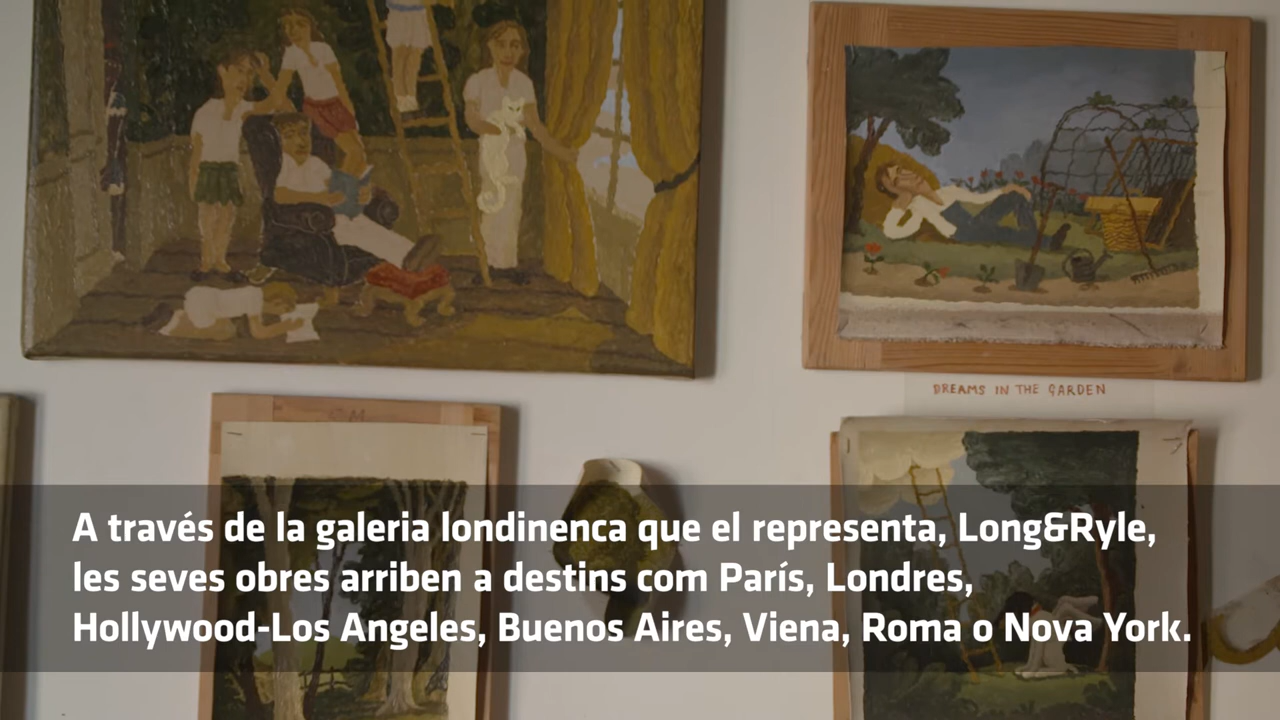 DREAMS IN THE GARDEN
A través de la galeria londinenca que el representa, Long&Ryle,
les seves obres arriben a destins com París, Londres,
Hollywood-Los Angeles, Buenos Aires, Viena, Roma o Nova York.